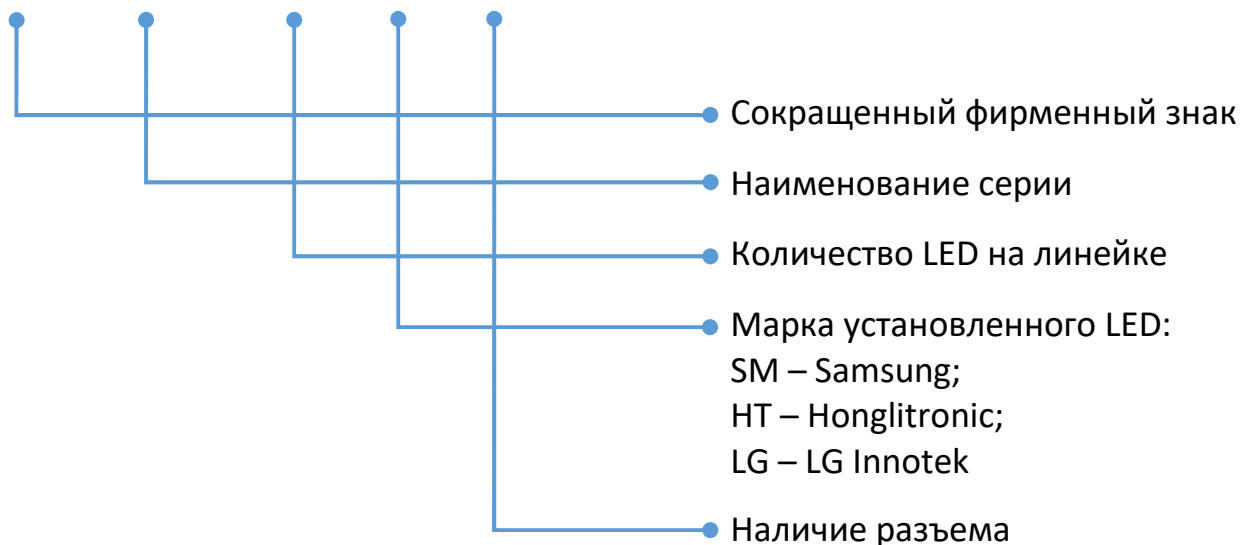 Сокращенный фирменный знак
Наименование серии
Количество LED на линейке
Марка установленного LED:
SM – Samsung;
HT – Honglitronic;
LG – LG Innotek
Наличие разъема